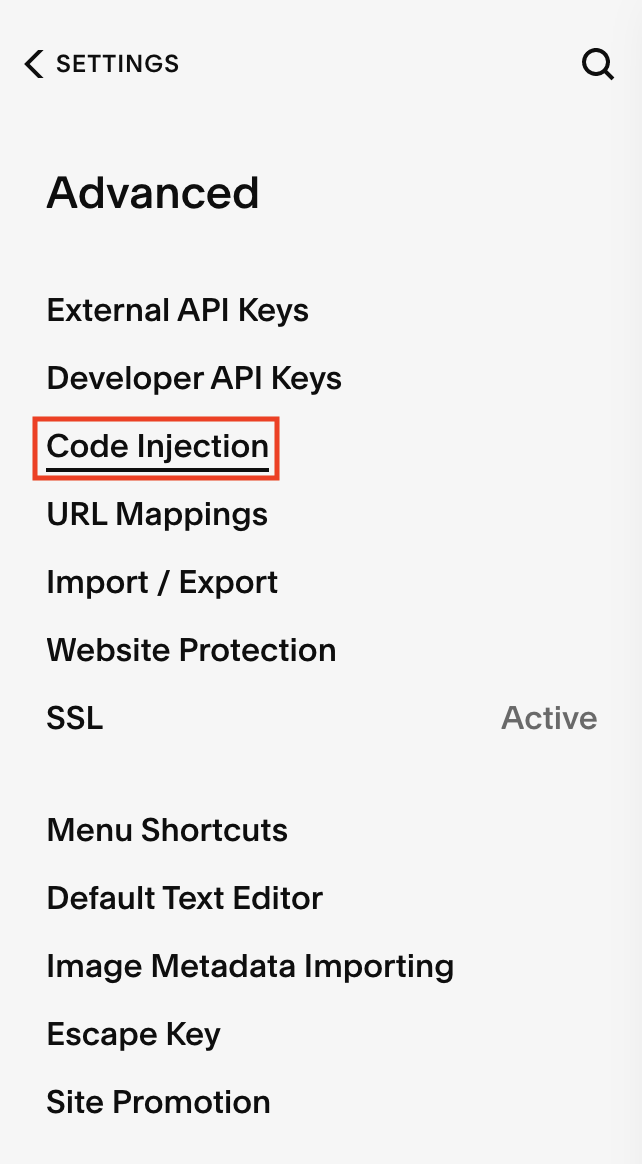 SETTINGS
Advanced
External API Keys
Developer API Keys
Code Injection
URL Mappings
Import / Export
Website Protection
SSL Active
Menu Shortcuts
Default Text Editor
Image Metadata Importing
Escape Key
Site Promotion